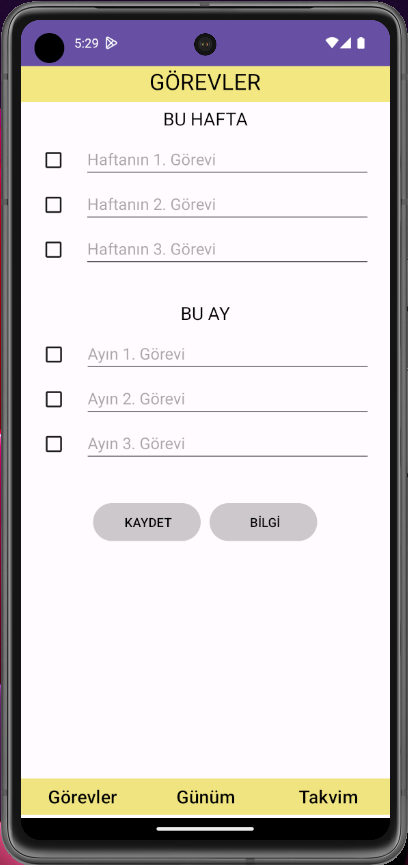 5:29
GÖREVLER
BU HAFTA
Haftanın 1. Görevi
Haftanın 2. Görevi
Haftanın 3. Görevi
BU AY
Ayın 1. Görevi
Ayın 2. Görevi
Ayın 3. Görevi
KAYDET BİLGİ
Görevler Günüm Takvim